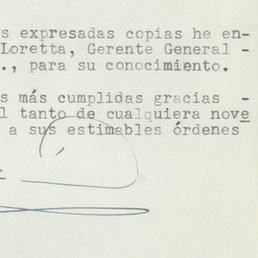 s expresadas copias he en-
Loretta, Gerente General -
., para su conocimiento.
s más cumplidas gracias -
l tanto de cualquiera nove
a sus estimables órdenes